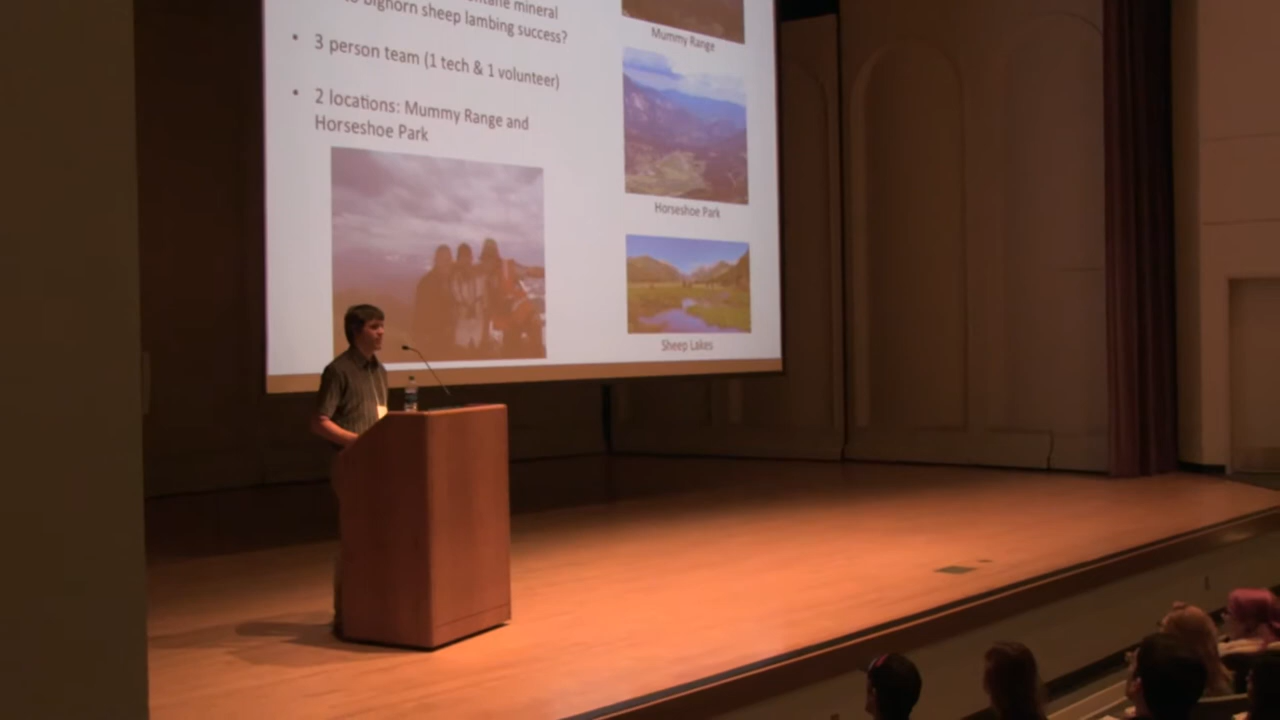 mineral
bighorn sheep lambing success?
• 3 person team (1 tech & 1 volunteer)
• 2 locations: Mummy Range and
Horseshoe Park
Mummy Range
Horseshoe Park
Sheep Lakes